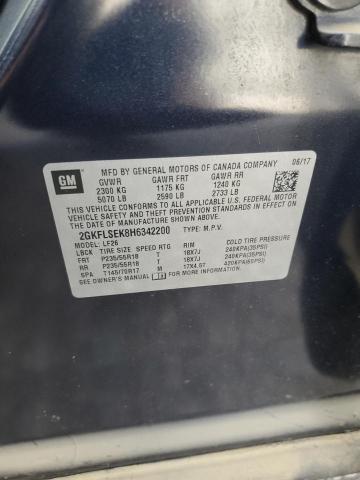 GM
MFD BY GENERAL MOTORS OF CANADA COMPANY 06/17
GVWR GAWR FRT GAWR RR
2300 KG 1175 KG 1240 KG
5070 LB 2590 LB 2733 LB
THIS VEHICLE CONFORMS TO ALL APPLICABLE U.S. FEDERAL MOTOR VEHICLE SAFETY, BUMPER, AND THEFT PREVENTION STANDARDS IN EFFECT ON THE DATE OF MANUFACTURE SHOWN ABOVE.
2GKFLSEK8H6342200 TYPE: M.P.V.
MODEL: LF26
LBCK TIRE SIZE SPEED RTG RIM COLD TIRE PRESSURE
FRT P235/55R18 T 18X7J 240KPA(35PSI)
RR P235/55R18 T 18X7J 240KPA(35PSI)
SPA T145/70R17 M 17X4.5T 420KPA(60PSI)
SEE OWNER'S MANUAL FOR ADDITIONAL INFORMATION